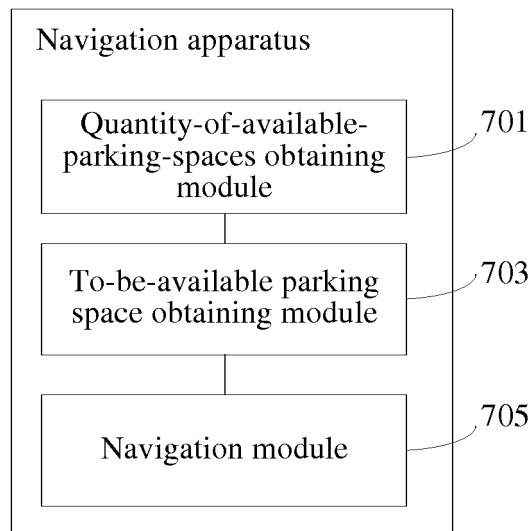 Navigation apparatus
Quantity-of-available-
parking-spaces obtaining
module
701
To-be-available parking
space obtaining module
703
Navigation module
705